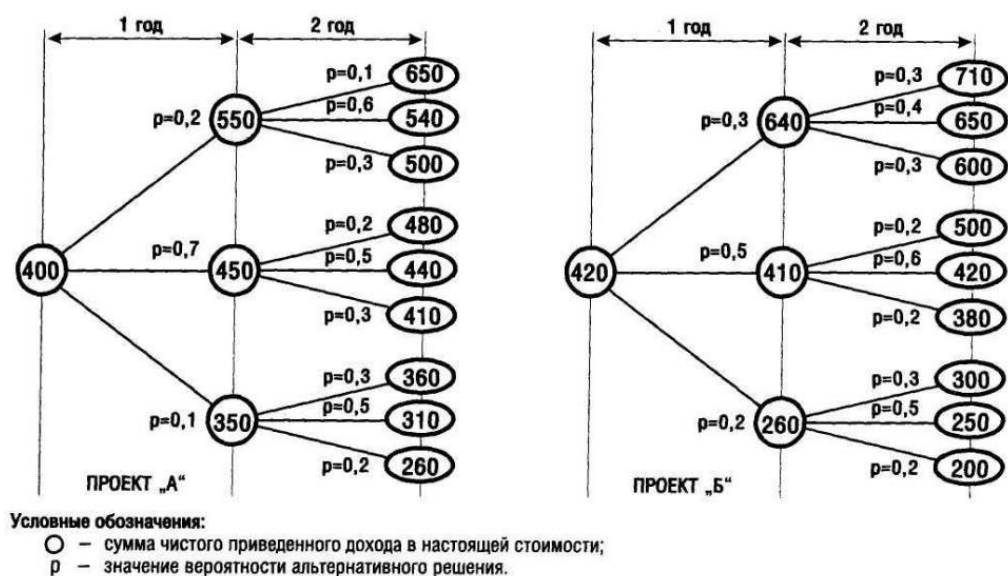 1 год 2 год
p=0,1 650
p=0,2 550 p=0,6 540
p=0,3 500
p=0,2 480
400 p=0,7 450 p=0,5 440
p=0,3 410
p=0,3 360
p=0,1 350 p=0,5 310
p=0,2 260
ПРОЕКТ „А“
1 год 2 год
p=0,3 710
p=0,3 640 p=0,4 650
p=0,3 600
p=0,2 500
420 p=0,5 410 p=0,6 420
p=0,2 380
p=0,3 300
p=0,2 260 p=0,5 250
p=0,2 200
ПРОЕКТ „Б“
Условные обозначения:
– сумма чистого приведенного дохода в настоящей стоимости;
р – значение вероятности альтернативного решения.